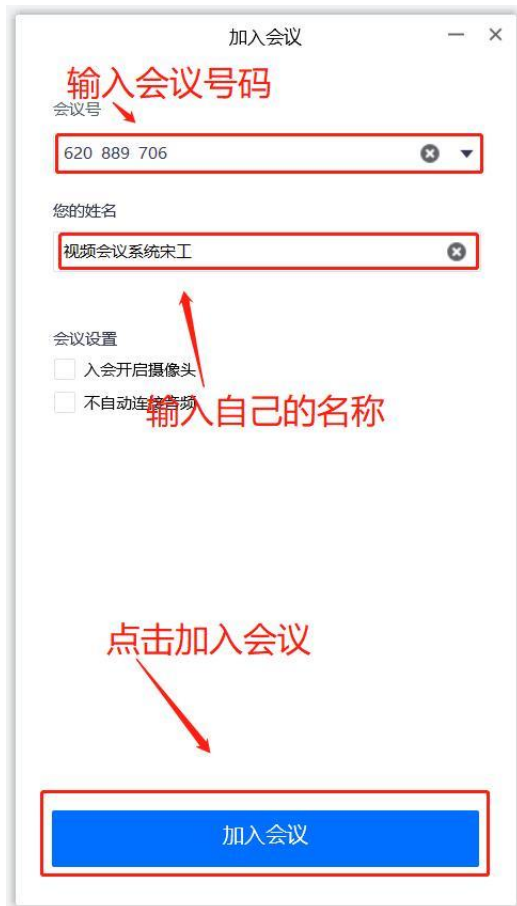 加入会议
输入会议号码
会议号
620 889 706
您的姓名
视频会议系统宋工
会议设置
入会开启摄像头
不自动连接音频
输入自己的名称
点击加入会议
加入会议